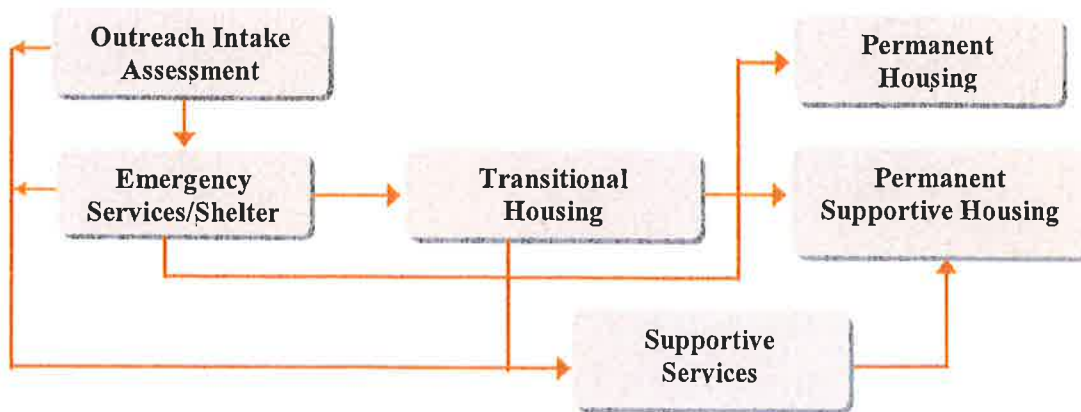 Outreach Intake
Assessment
Permanent
Housing
Emergency
Services/Shelter
Transitional
Housing
Permanent
Supportive Housing
Supportive
Services